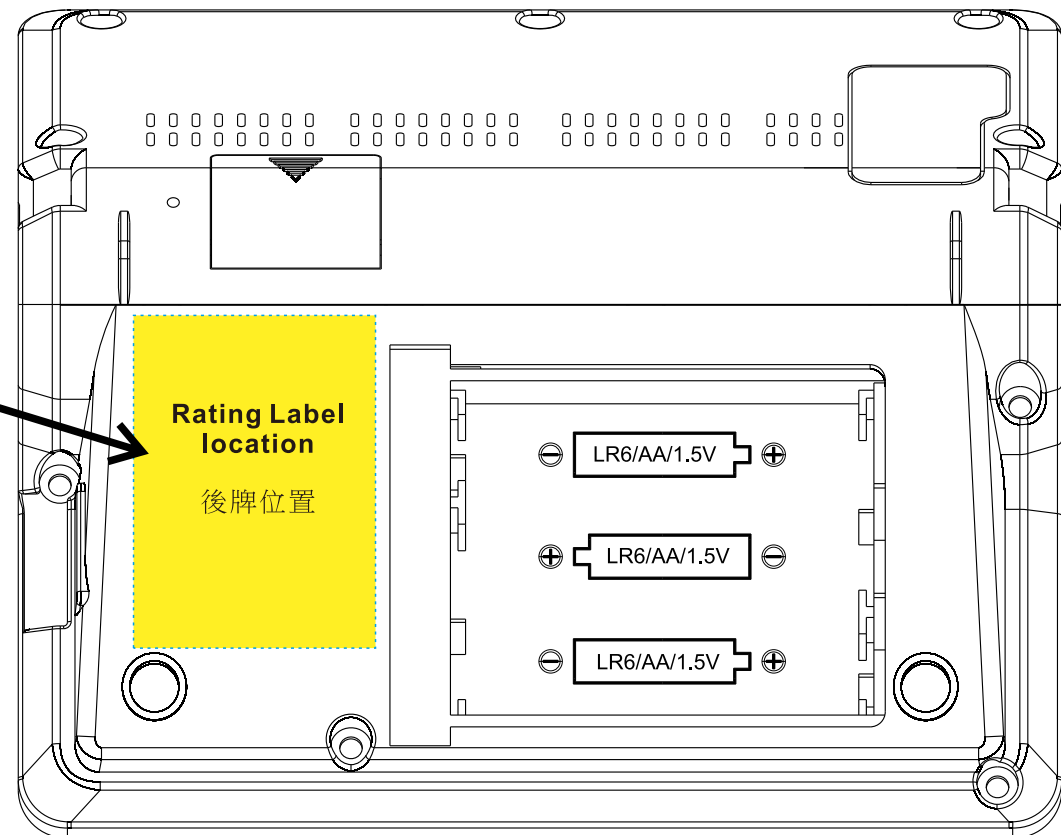 Rating Label
location
後牌位置
LR6/AA/1.5V
LR6/AA/1.5V
LR6/AA/1.5V